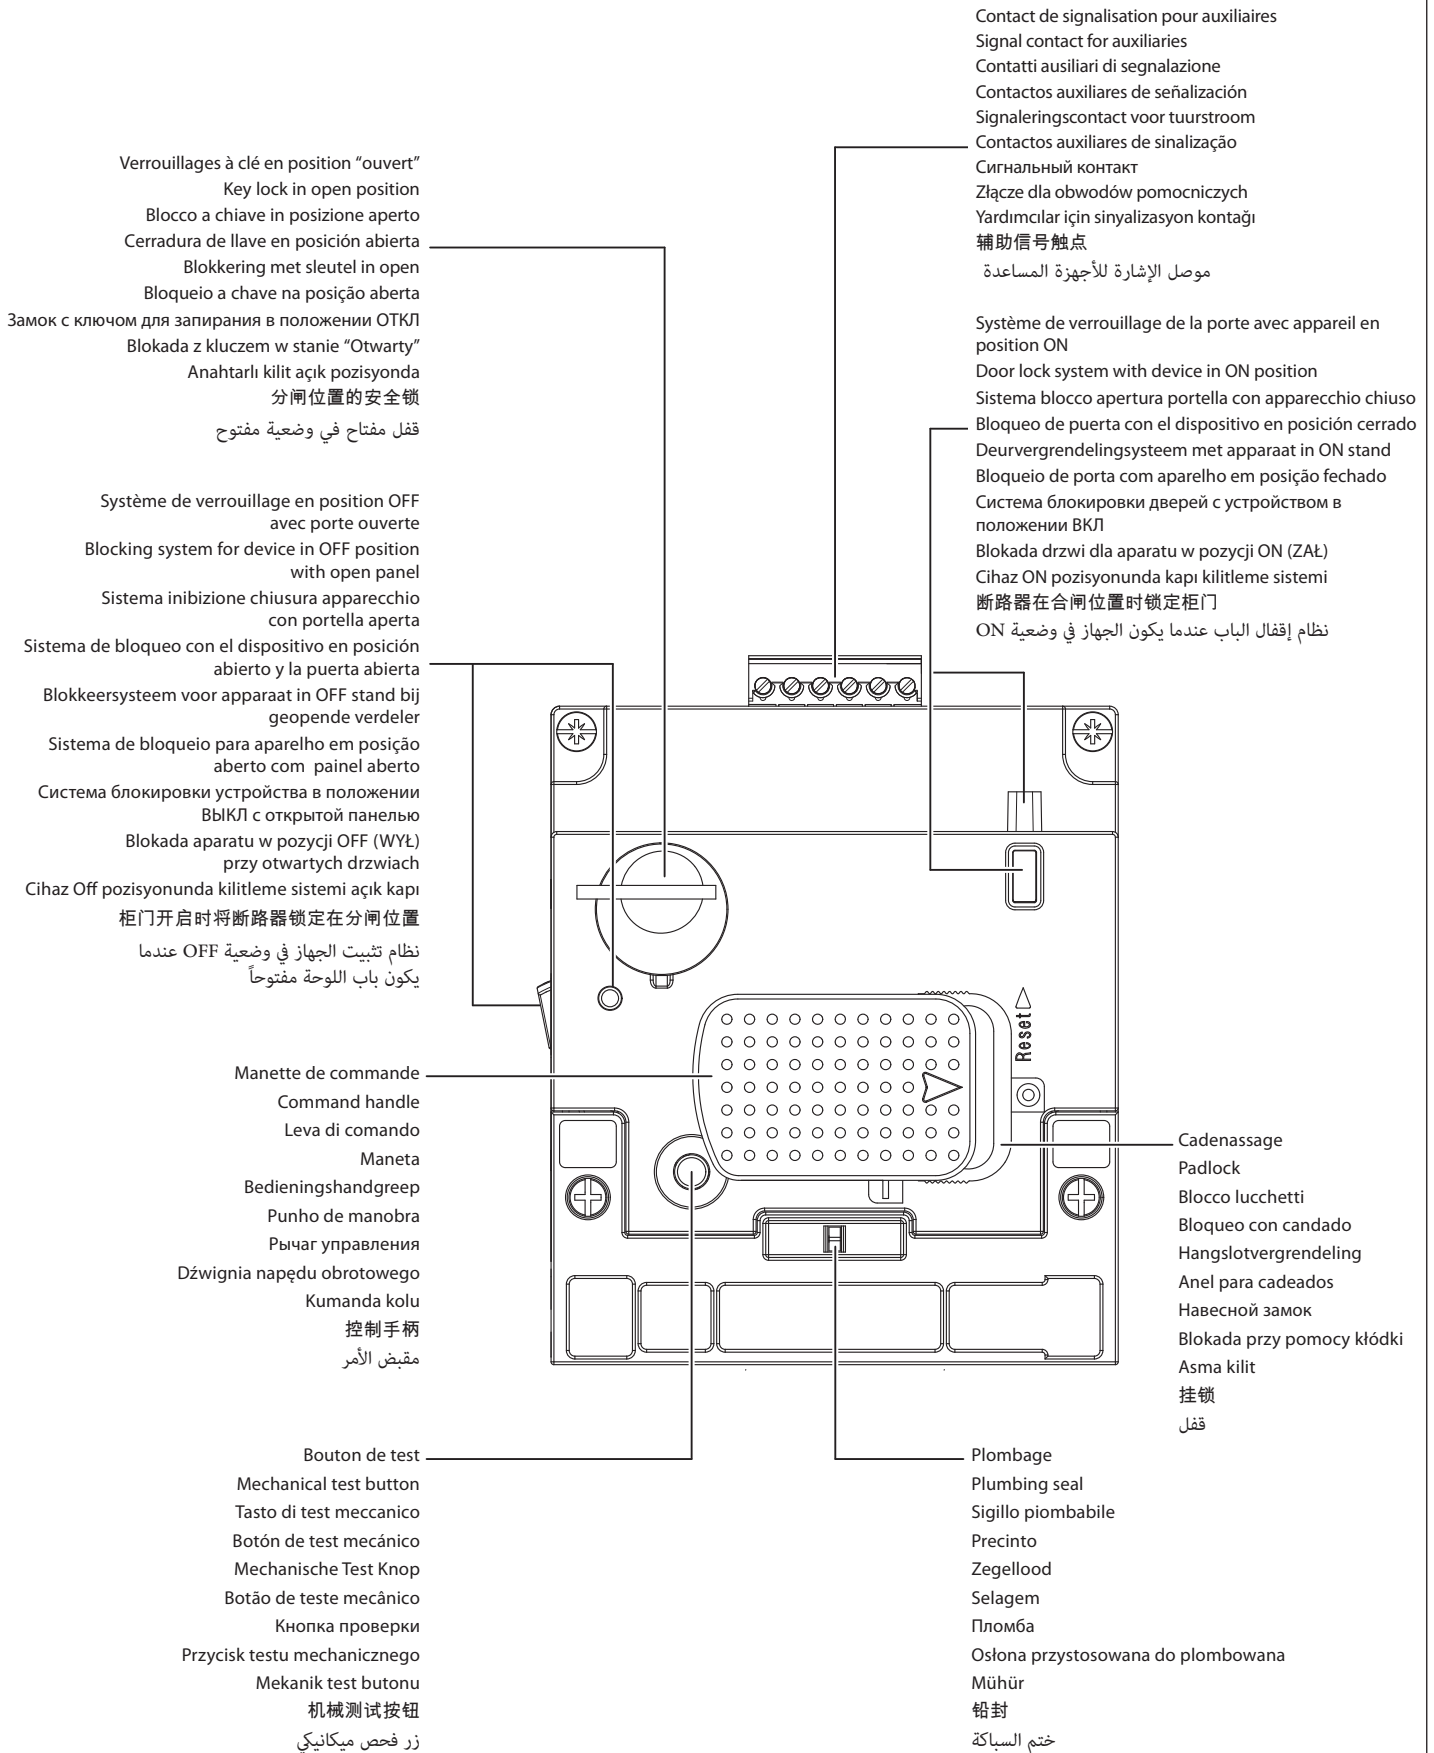 Contact de signalisation pour auxiliaires
Signal contact for auxiliaries
Contatti ausiliari di segnalazione
Contactos auxiliares de señalización
Signaleringscontact voor tuurstroom
Contactos auxiliares de sinalização
Сигнальный контакт
Złącze dla obwodów pomocniczych
Yardımcılar için sinyalizasyon kontağı
辅助信号触点
موصل الإشارة للأجهزة المساعدة
Verrouillages à clé en position “ouvert”
Key lock in open position
Blocco a chiave in posizione aperto
Cerradura de llave en posición abierta
Blokkering met sleutel in open
Bloqueio a chave na posição aberta
Замок с ключом для запирания в положении ОТКЛ
Blokada z kluczem w stanie “Otwarty”
Anahtarlı kilit açık pozisyonda
分闸位置的安全锁
قفل مفتاح في وضعية مفتوح
Système de verrouillage de la porte avec appareil en
position ON
Door lock system with device in ON position
Sistema blocco apertura portella con apparecchio chiuso
Bloqueo de puerta con el dispositivo en posición cerrado
Deurvergrendelingsysteem met apparaat in ON stand
Bloqueio de porta com aparelho em posição fechado
Система блокировки дверей с устройством в
положении ВКЛ
Blokada drzwi dla aparatu w pozycji ON (ZAŁ)
Cihaz ON pozisyonunda kapı kilitleme sistemi
断路器在合闸位置时锁定柜门
نظام إقفال الباب عندما يكون الجهاز في وضعية ON
Système de verrouillage en position OFF
avec porte ouverte
Blocking system for device in OFF position
with open panel
Sistema inibizione chiusura apparecchio
con portella aperta
Sistema de bloqueo con el dispositivo en posición
abierto y la puerta abierta
Blokkeersysteem voor apparaat in OFF stand bij
geopende verdeler
Sistema de bloqueio para aparelho em posição
aberto com painel aberto
Система блокировки устройства в положении
ВЫКЛ с открытой панелью
Blokada aparatu w pozycji OFF (WYŁ)
przy otwartych drzwiach
Cihaz Off pozisyonunda kilitleme sistemi açık kapı
柜门开启时将断路器锁定在分闸位置
نظام تثبيت الجهاز في وضعية OFF عندما
يكون باب اللوحة مفتوحاً
Reset
Manette de commande
Command handle
Leva di comando
Maneta
Bedieningshandgreep
Punho de manobra
Рычаг управления
Dźwignia napędu obrotowego
Kumanda kolu
控制手柄
مقبض الأمر
Cadenassage
Padlock
Blocco lucchetti
Bloqueo con candado
Hangslotvergrendeling
Anel para cadeados
Навесной замок
Blokada przy pomocy kłódki
Asma kilit
挂锁
قفل
Bouton de test
Mechanical test button
Tasto di test meccanico
Botón de test mecánico
Mechanische Test Knop
Botão de teste mecânico
Кнопка проверки
Przycisk testu mechanicznego
Mekanik test butonu
机械测试按钮
زر فحص ميكانيكي
Plombage
Plumbing seal
Sigillo piombabile
Precinto
Zegellood
Selagem
Пломба
Osłona przystosowana do plombowana
Mühür
铅封
ختم السباكة